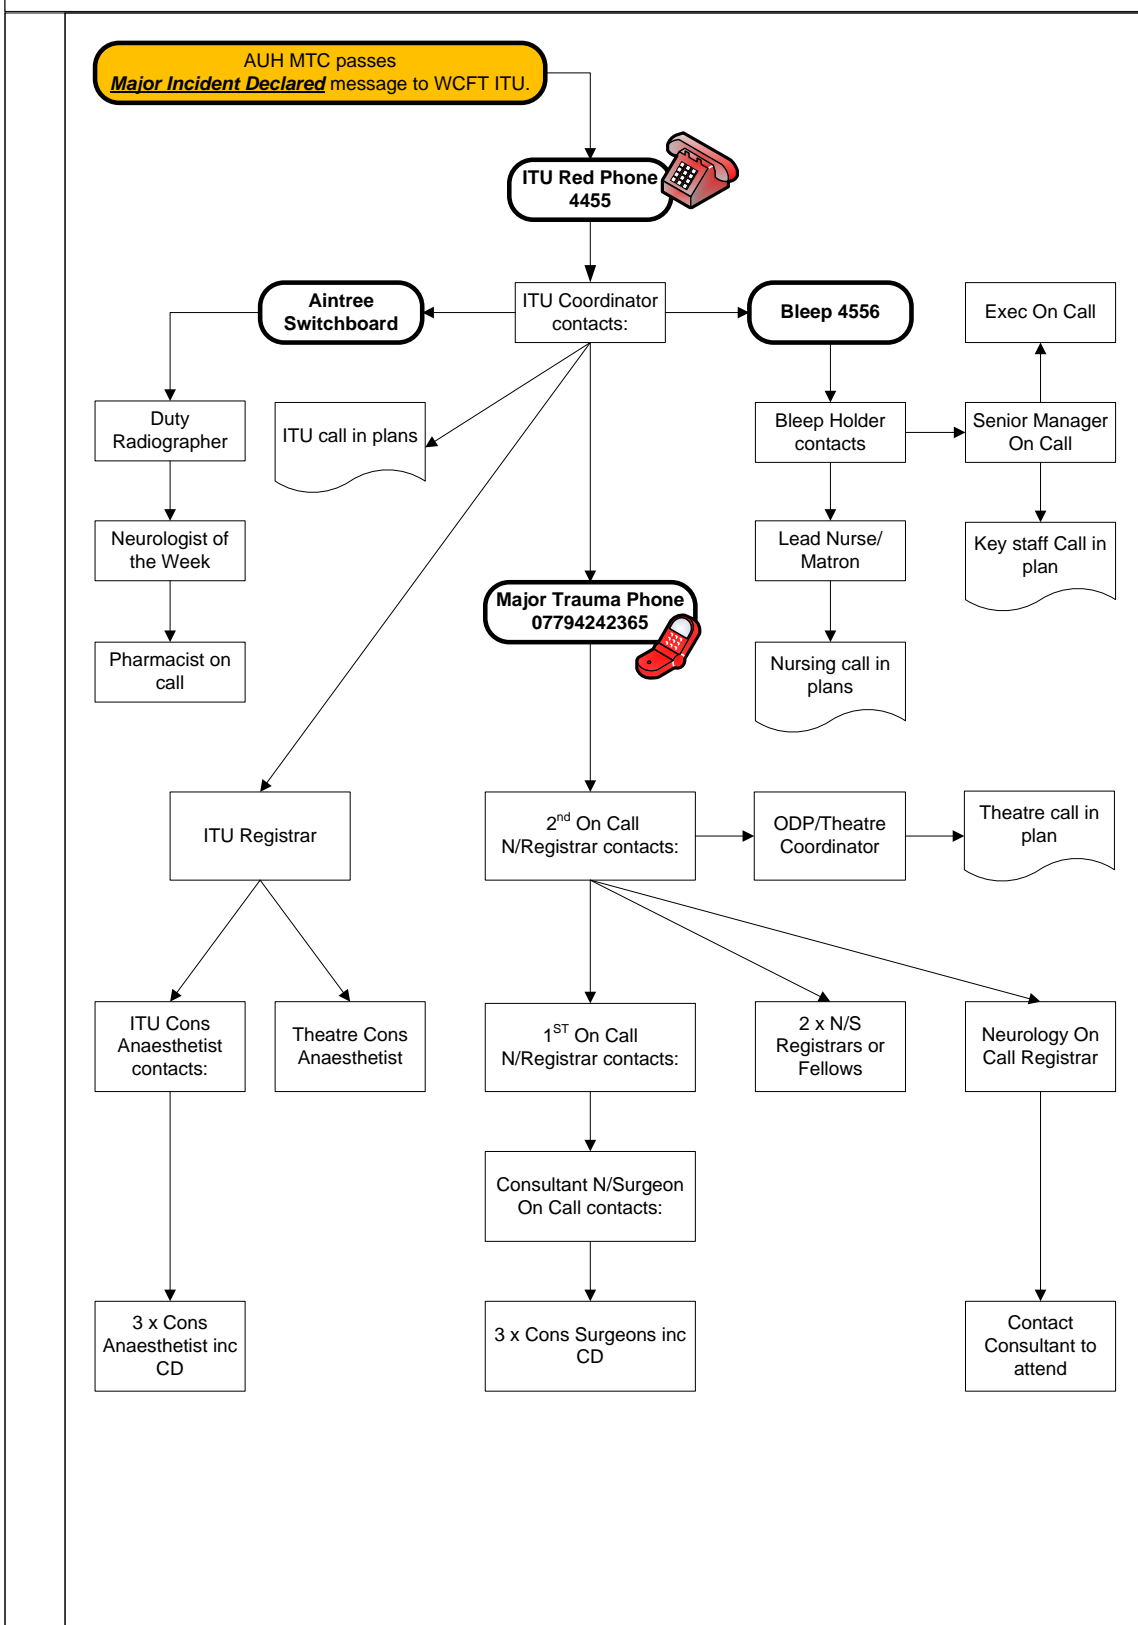 AUH MTC passes
Major Incident Declared message to WCFT ITU.
ITU Red Phone
4455
Aintree
Switchboard
ITU Coordinator
contacts:
Bleep 4556
Exec On Call
Duty
Radiographer
ITU call in plans
Bleep Holder
contacts
Senior Manager
On Call
Neurologist of
the Week
Lead Nurse/
Matron
Key staff Call in
plan
Major Trauma Phone
07794242365
Pharmacist on
call
Nursing call in
plans
ITU Registrar
2nd On Call
N/Registrar contacts:
ODP/Theatre
Coordinator
Theatre call in
plan
ITU Cons
Anaesthetist
contacts:
Theatre Cons
Anaesthetist
1ST On Call
N/Registrar contacts:
2 x N/S
Registrars or
Fellows
Neurology On
Call Registrar
Consultant N/Surgeon
On Call contacts:
3 x Cons
Anaesthetist inc
CD
3 x Cons Surgeons inc
CD
Contact
Consultant to
attend